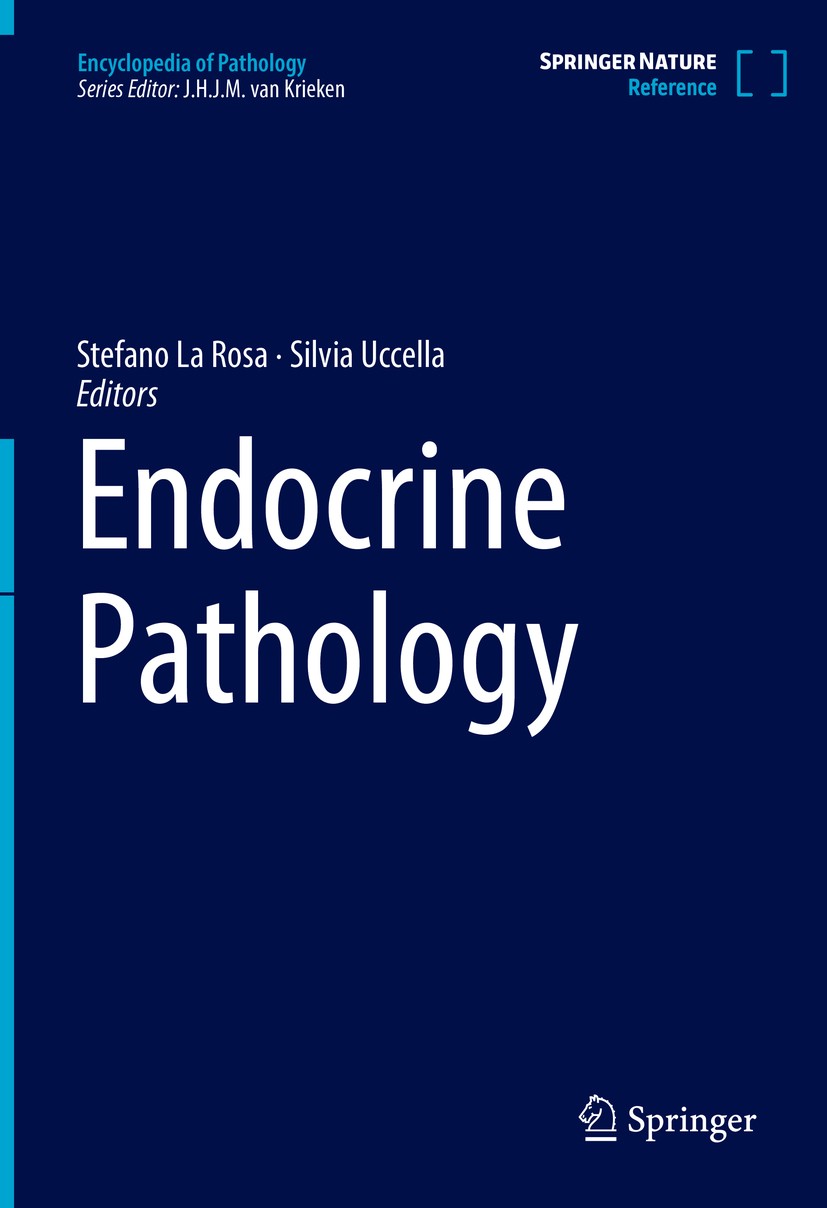 Encyclopedia of Pathology
Series Editor: J.H.J.M. van Krieken
SPRINGER NATURE
Reference
Stefano La Rosa · Silvia Uccella
Editors
Endocrine
Pathology
Springer